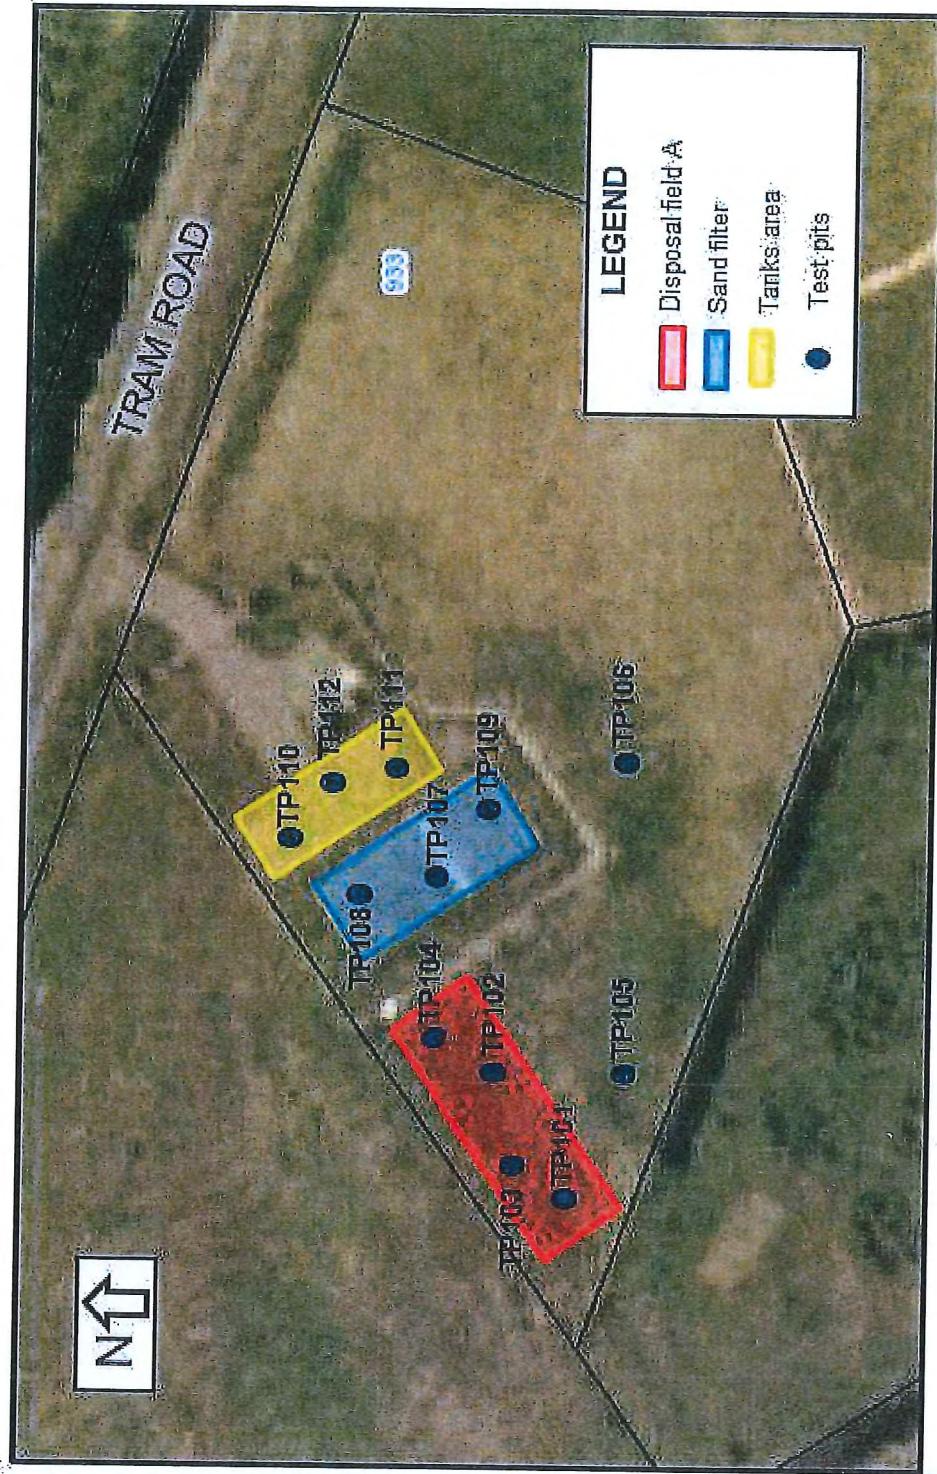 TRAM ROAD
933
TP110
TP112
TP111
TP108
TP107
TP109
TP104
TP102
TP106
TP103
TP101
TP105
N
LEGEND
Disposal field A
Sand filter
Tanks area
Test pits